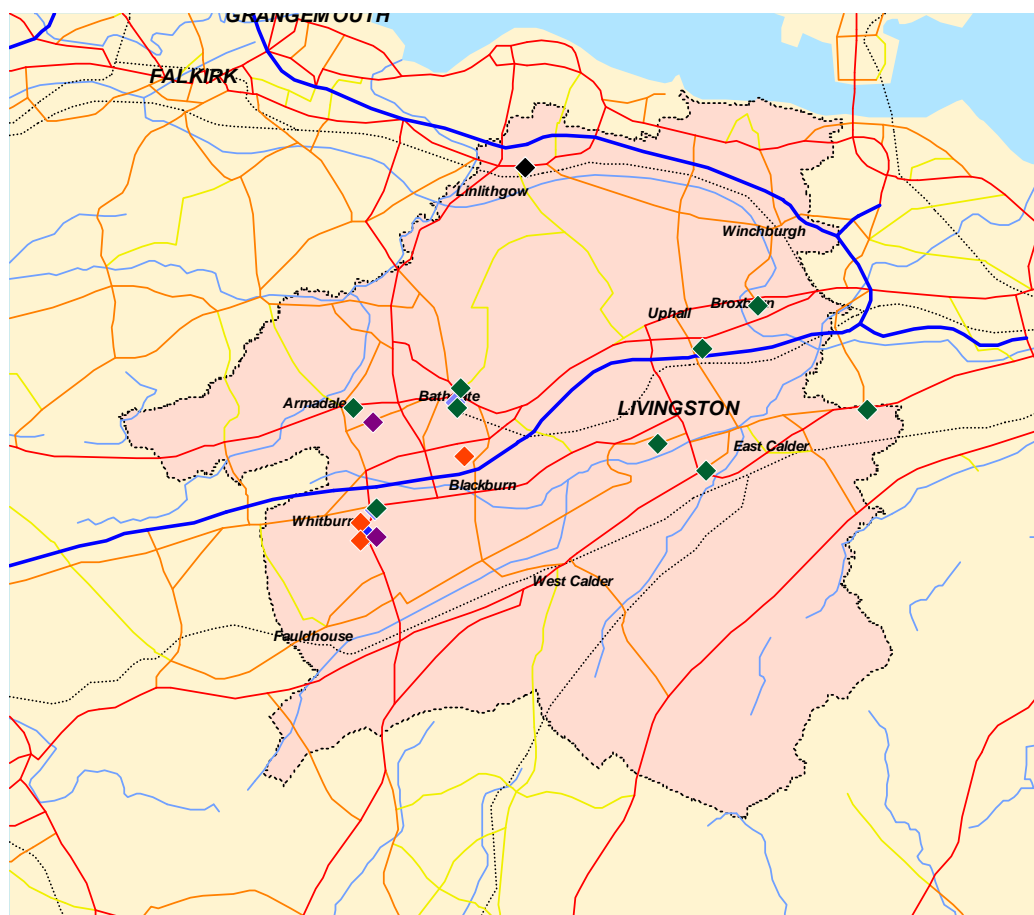 GRANGEMOUTH
FALKIRK
Linlithgow
Winchburgh
Uphall
Armadale
LIVINGSTON
East Calder
Blackburn
West Calder
Fauldhouse